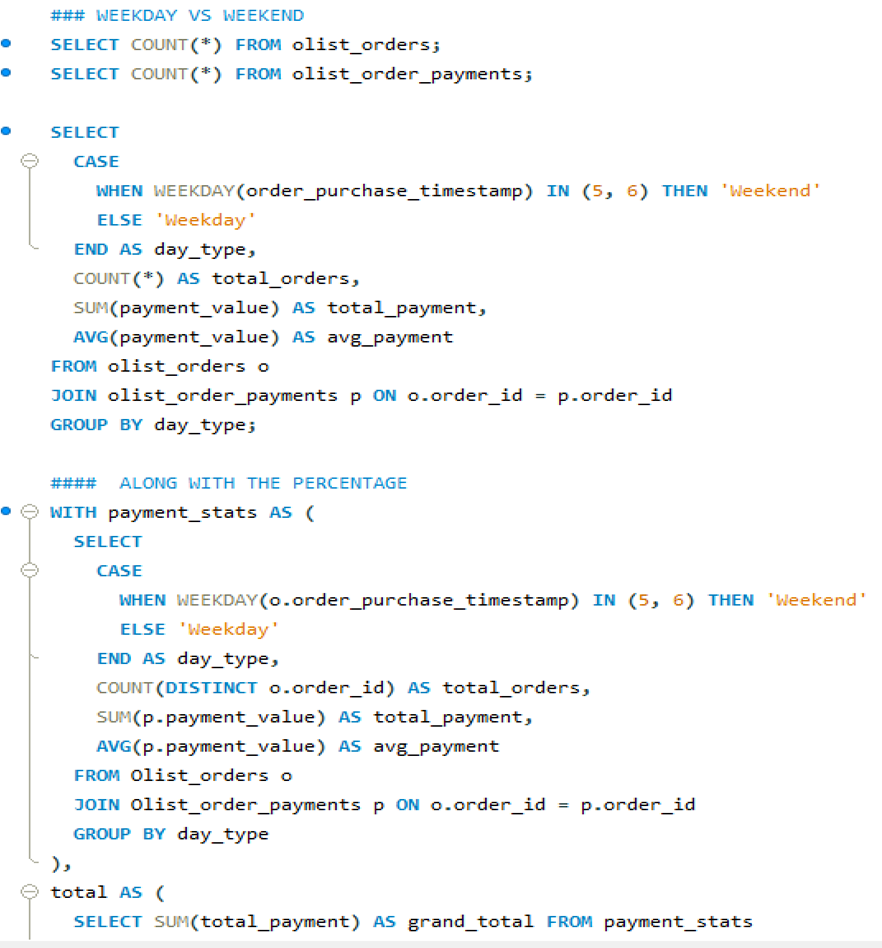 ### WEEKDAY VS WEEKEND
SELECT COUNT(*) FROM olist_orders;
SELECT COUNT(*) FROM olist_order_payments;
SELECT
CASE
WHEN WEEKDAY(order_purchase_timestamp) IN (5, 6) THEN 'Weekend'
ELSE 'Weekday'
END AS day_type,
COUNT(*) AS total_orders,
SUM(payment_value) AS total_payment,
AVG(payment_value) AS avg_payment
FROM olist_orders o
JOIN olist_order_payments p ON o.order_id = p.order_id
GROUP BY day_type;
####  ALONG WITH THE PERCENTAGE
WITH payment_stats AS (
SELECT
CASE
WHEN WEEKDAY(o.order_purchase_timestamp) IN (5, 6) THEN 'Weekend'
ELSE 'Weekday'
END AS day_type,
COUNT(DISTINCT o.order_id) AS total_orders,
SUM(p.payment_value) AS total_payment,
AVG(p.payment_value) AS avg_payment
FROM Olist_orders o
JOIN Olist_order_payments p ON o.order_id = p.order_id
GROUP BY day_type
),
total AS (
SELECT SUM(total_payment) AS grand_total FROM payment_stats